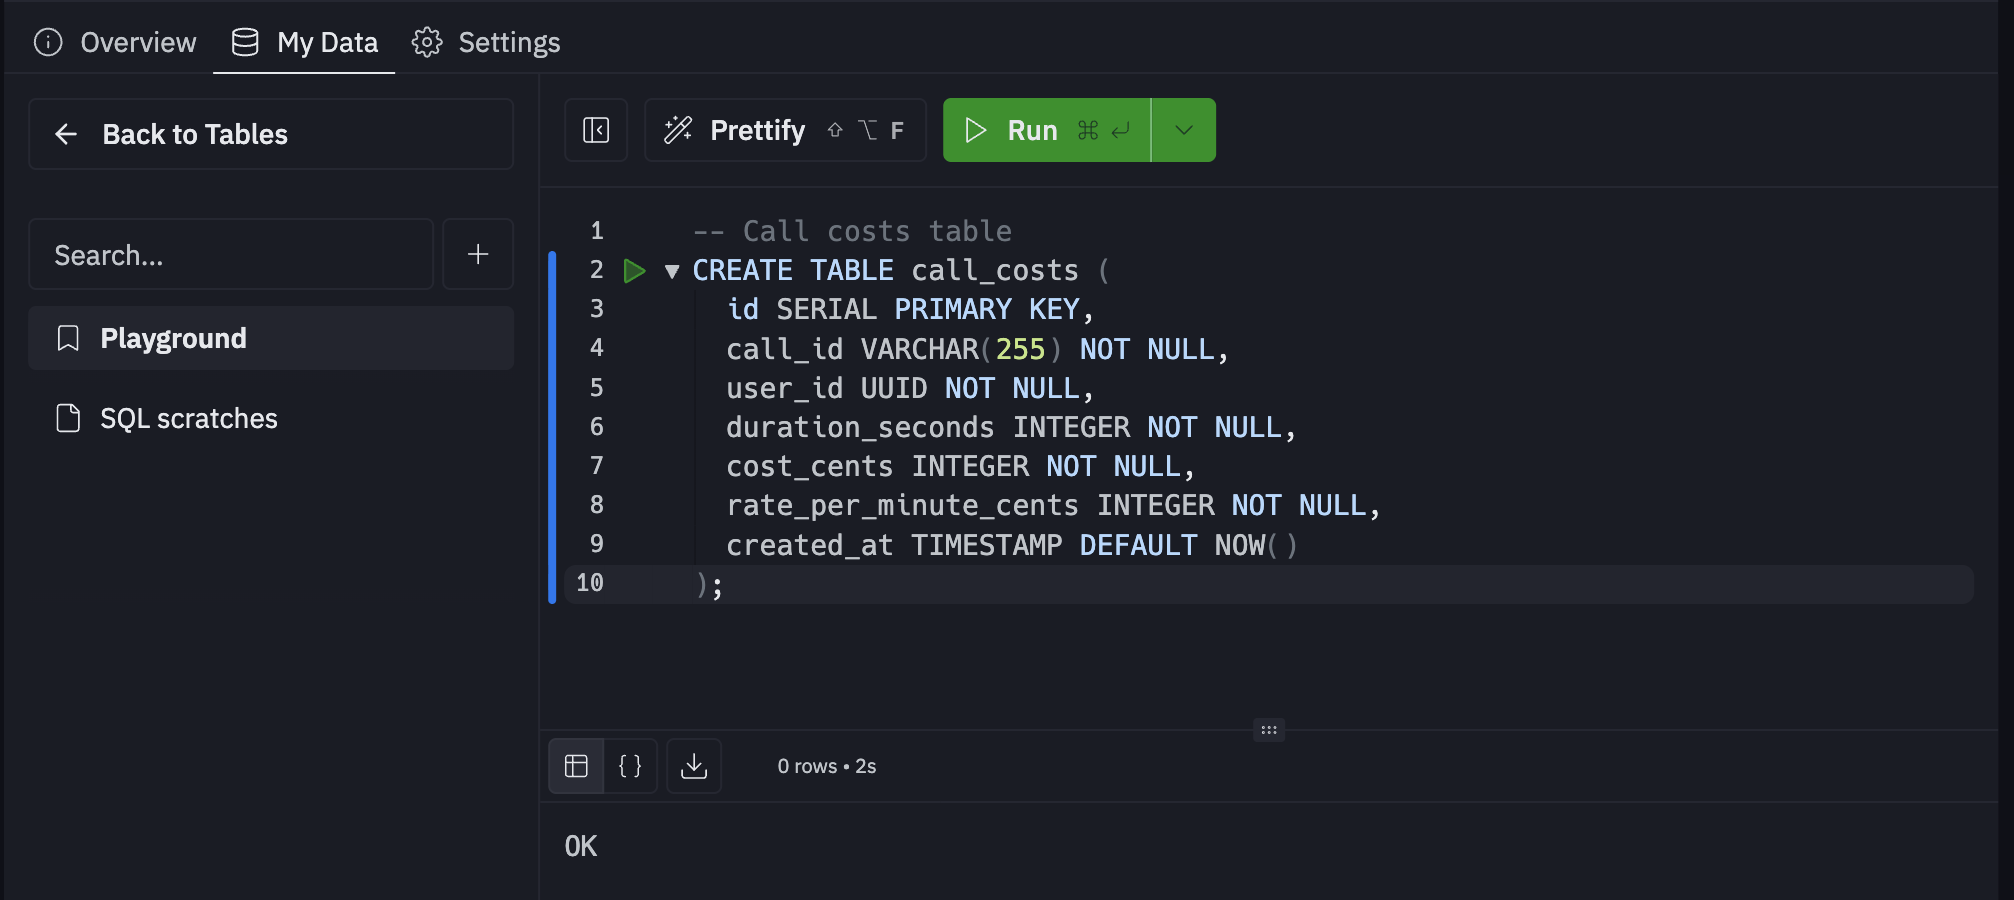 Overview My Data Settings
Back to Tables
Prettify ⇧ ⌥ F Run ⌘ ↵
Search...
Playground
SQL scratches
1 -- Call costs table
2 CREATE TABLE call_costs (
3 id SERIAL PRIMARY KEY,
4 call_id VARCHAR(255) NOT NULL,
5 user_id UUID NOT NULL,
6 duration_seconds INTEGER NOT NULL,
7 cost_cents INTEGER NOT NULL,
8 rate_per_minute_cents INTEGER NOT NULL,
9 created_at TIMESTAMP DEFAULT NOW()
10 );
{} 0 rows • 2s
OK